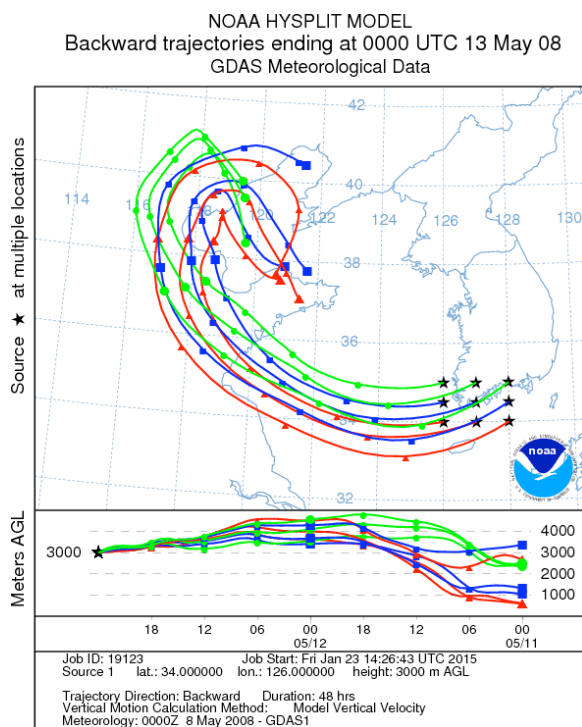 NOAA HYSPLIT MODEL
Backward trajectories ending at 0000 UTC 13 May 08
GDAS Meteorological Data
Source ★ at multiple locations
42
114
116
118
120
122
124
126
128
40
38
36
34
32
noaa
Meters AGL
3000
4000
3000
2000
1000
18 12 06 00 18 12 06 00
05/12 05/11
Job ID: 19123 Job Start: Fri Jan 23 14:26:43 UTC 2015
Source 1 lat.: 34.000000 lon.: 126.000000 height: 3000 m AGL
Trajectory Direction: Backward Duration: 48 hrs
Vertical Motion Calculation Method: Model Vertical Velocity
Meteorology: 0000Z 8 May 2008 - GDAS1